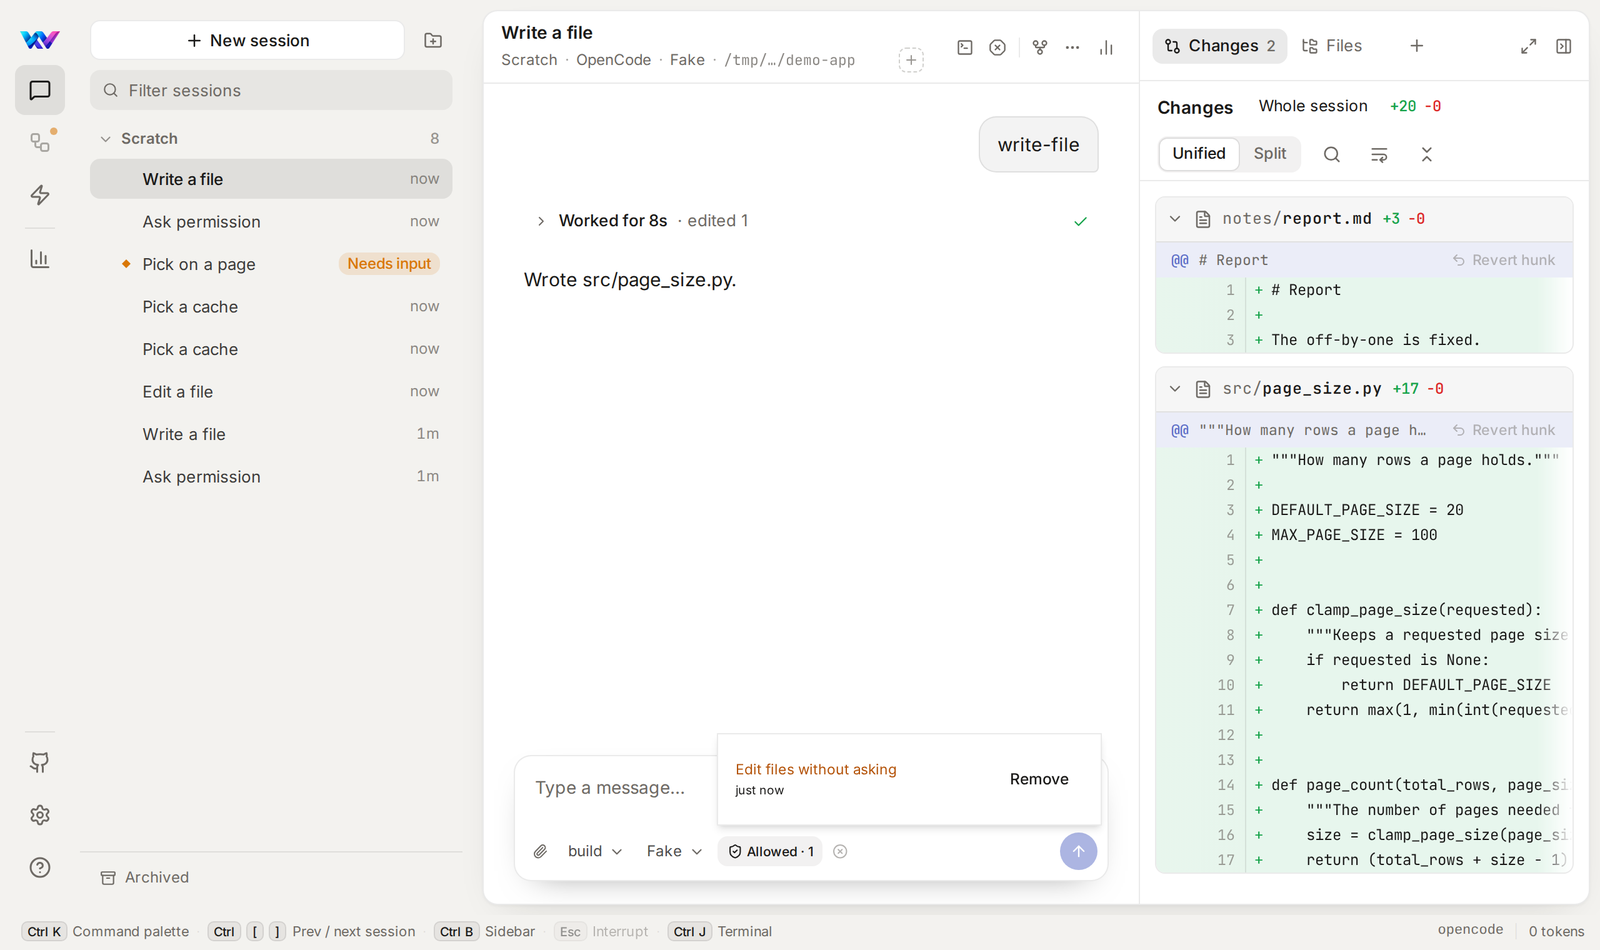 New session
Filter sessions
Scratch 8
Write a file now
Ask permission now
Pick on a page Needs input
Pick a cache now
Pick a cache now
Edit a file now
Write a file 1m
Ask permission 1m
Archived
Write a file
Scratch · OpenCode · Fake · /tmp/…/demo-app
write-file
Worked for 8s · edited 1
Wrote src/page_size.py.
Edit files without asking
just now
Remove
Type a message...
build Fake Allowed · 1
Changes 2 Files
Changes Whole session +20 -0
Unified Split
notes/report.md +3 -0
@@ # Report Revert hunk
1 + # Report
2 +
3 + The off-by-one is fixed.
src/page_size.py +17 -0
@@ """How many rows a page h… Revert hunk
1 + """How many rows a page holds."""
2 +
3 + DEFAULT_PAGE_SIZE = 20
4 + MAX_PAGE_SIZE = 100
5 +
6 +
7 + def clamp_page_size(requested):
8 + """Keeps a requested page size
9 + if requested is None:
10 + return DEFAULT_PAGE_SIZE
11 + return max(1, min(int(requeste
12 +
13 +
14 + def page_count(total_rows, page_si
15 + """The number of pages needed
16 + size = clamp_page_size(page_si
17 + return (total_rows + size - 1)
Ctrl K Command palette · Ctrl [ ] Prev / next session · Ctrl B Sidebar · Esc Interrupt · Ctrl J Terminal
opencode 0 tokens